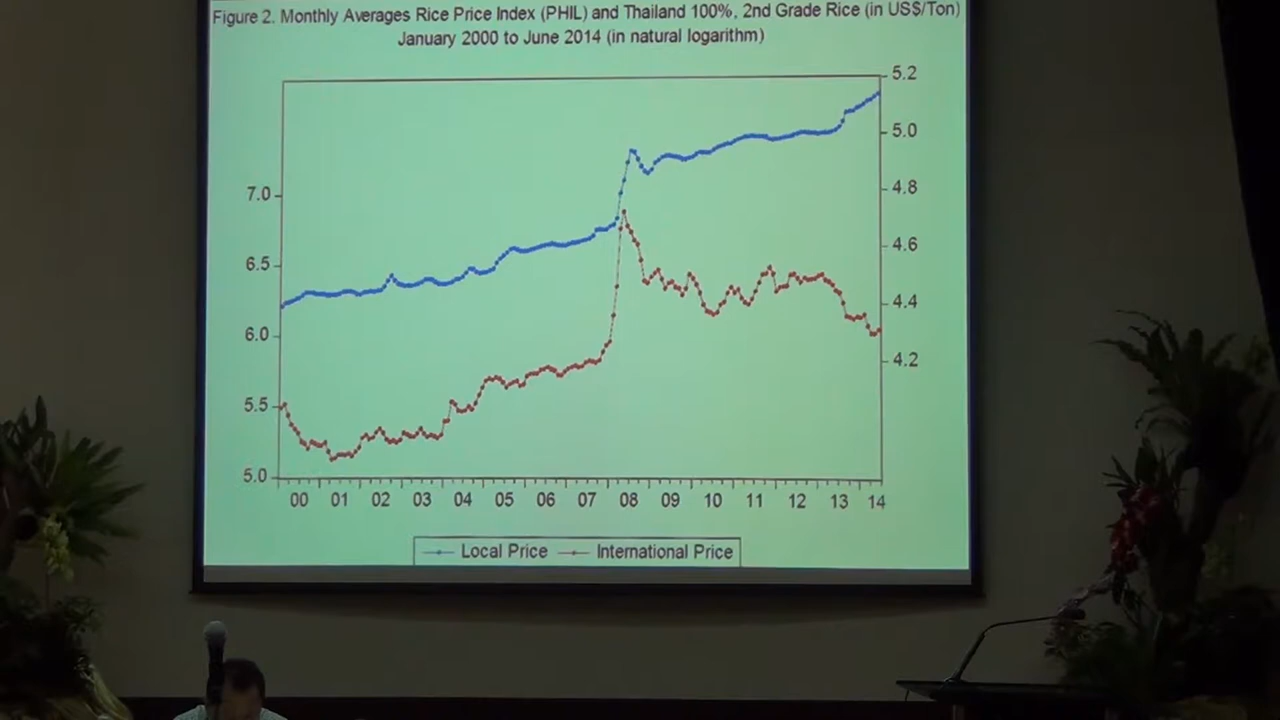 Figure 2. Monthly Averages Rice Price Index (PHIL) and Thailand 100%, 2nd Grade Rice (in US$/Ton)
January 2000 to June 2014 (in natural logarithm)
5.2
5.0
7.0
4.8
4.6
6.5
4.4
6.0
4.2
5.5
5.0
00 01 02 03 04 05 06 07 08 09 10 11 12 13 14
Local Price International Price